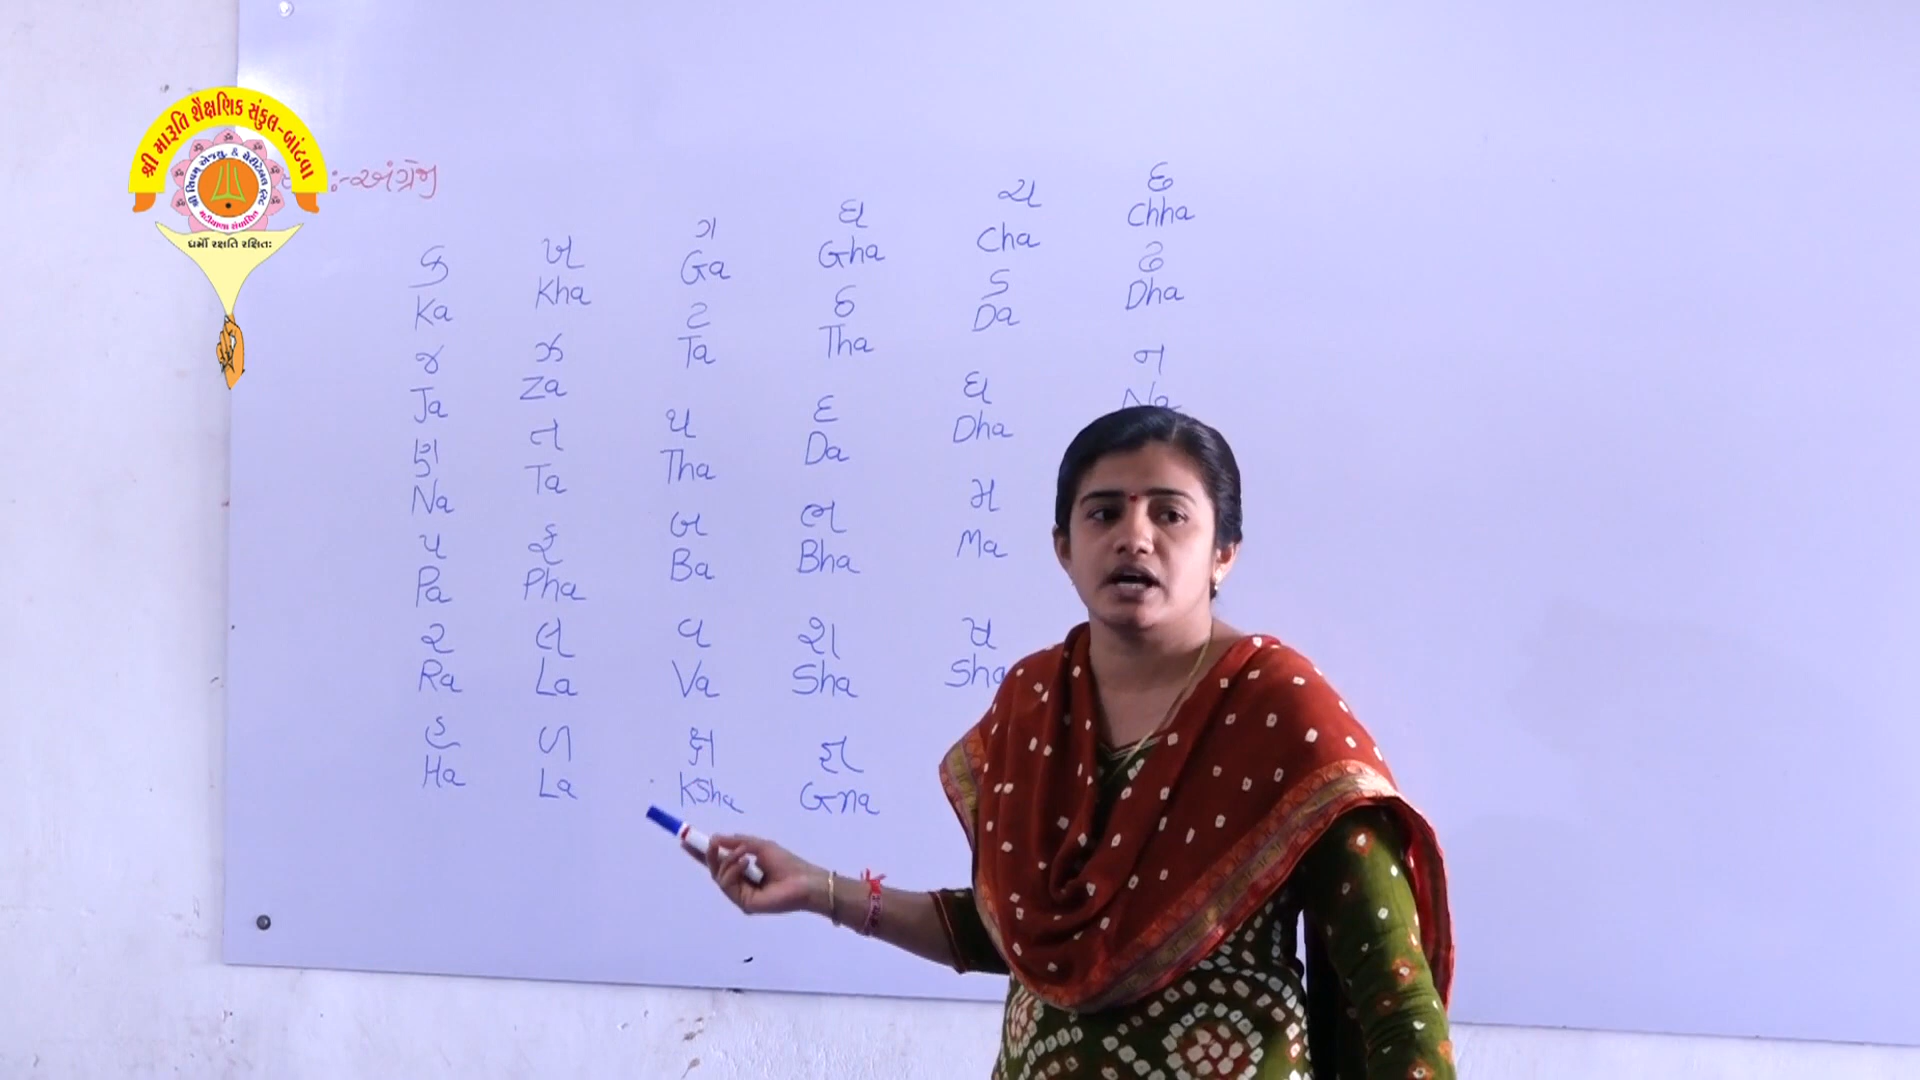 શ્રી મારૂતિ શૈક્ષણિક સંકુલ-બાંટવા
ધર્મો રક્ષતિ રક્ષિતઃ
:-અંગ્રેજી
ક ખ ગ ઘ ચ છ
Ka Kha Ga Gha Cha Chha
જ ઝ ટ ઠ ડ ઢ
Ja Za Ta Tha Da Dha
ણ ત થ દ ધ ન
Na Ta Tha Da Dha Na
પ ફ બ ભ મ
Pa Pha Ba Bha Ma
ર લ વ શ ષ
Ra La Va Sha Sha
હ ળ ક્ષ જ્ઞ
Ha La Ksha Gna